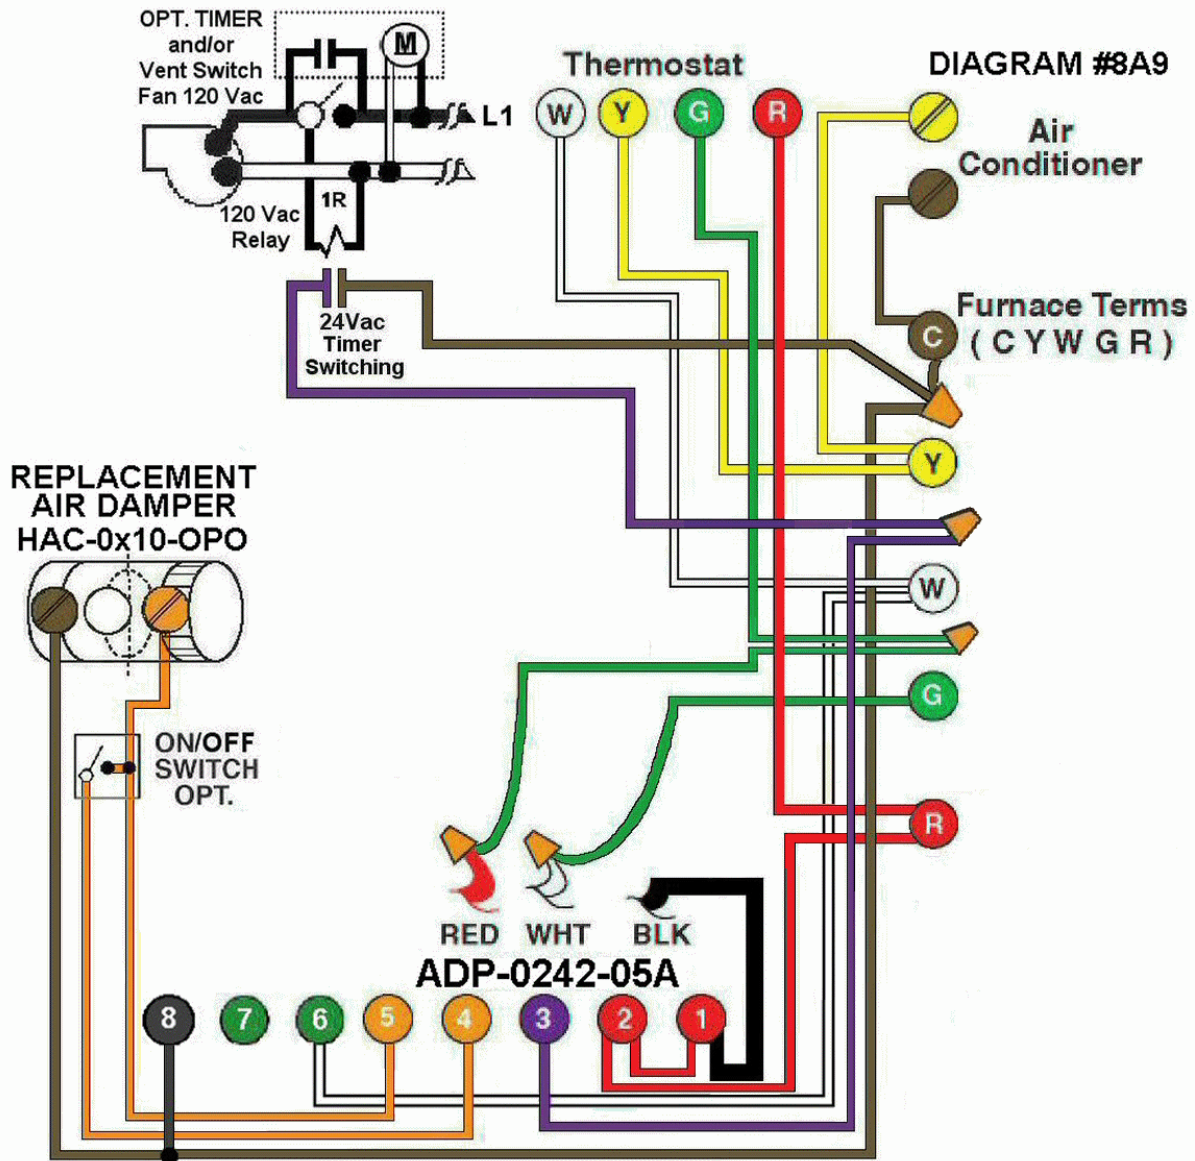 OPT. TIMER
and/or
Vent Switch
Fan 120 Vac
M
L1
Thermostat
W Y G R
DIAGRAM #8A9
Air
Conditioner
120 Vac
Relay
1R
24Vac
Timer
Switching
Furnace Terms
( C Y W G R )
C
Y
W
G
R
REPLACEMENT
AIR DAMPER
HAC-0x10-OPO
ON/OFF
SWITCH
OPT.
RED WHT BLK
ADP-0242-05A
8 7 6 5 4 3 2 1